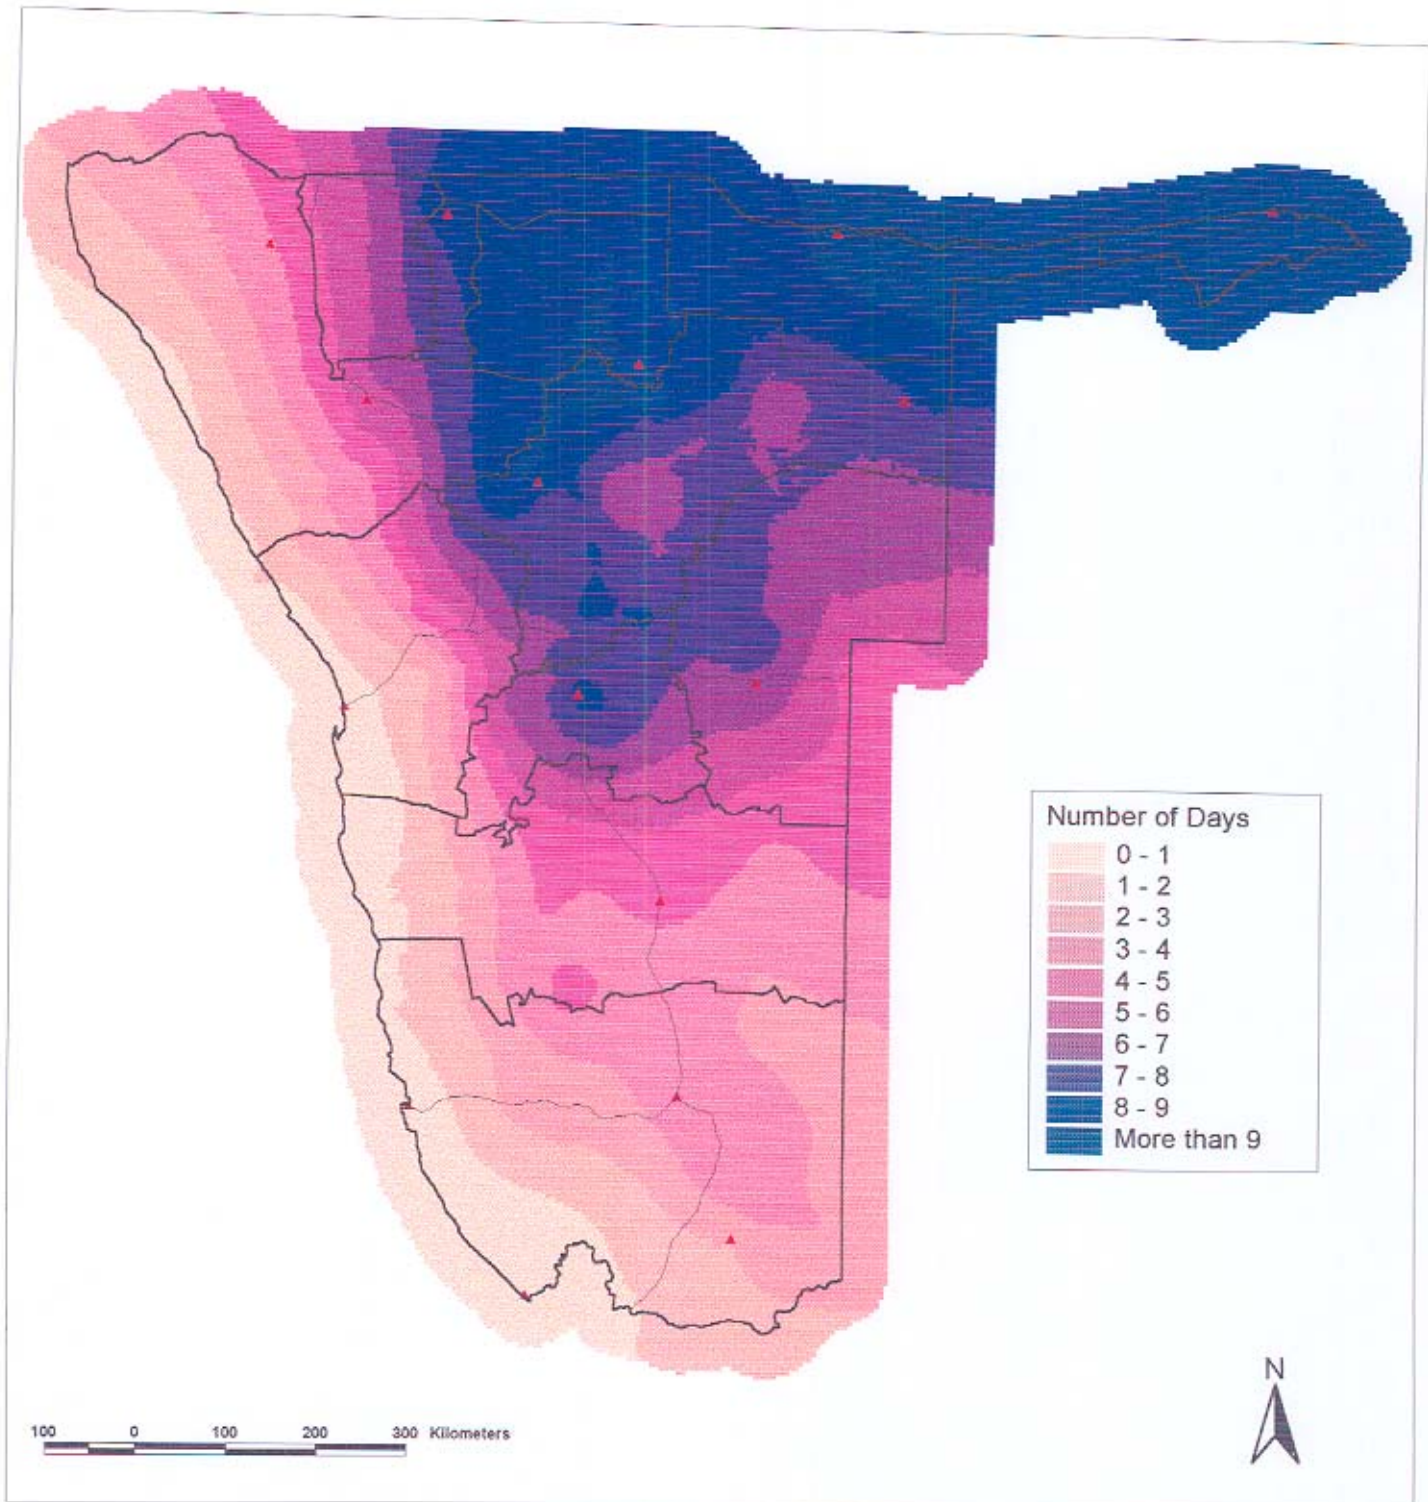 Number of Days
0 - 1
1 - 2
2 - 3
3 - 4
4 - 5
5 - 6
6 - 7
7 - 8
8 - 9
More than 9
N
100 0 100 200 300 Kilometers